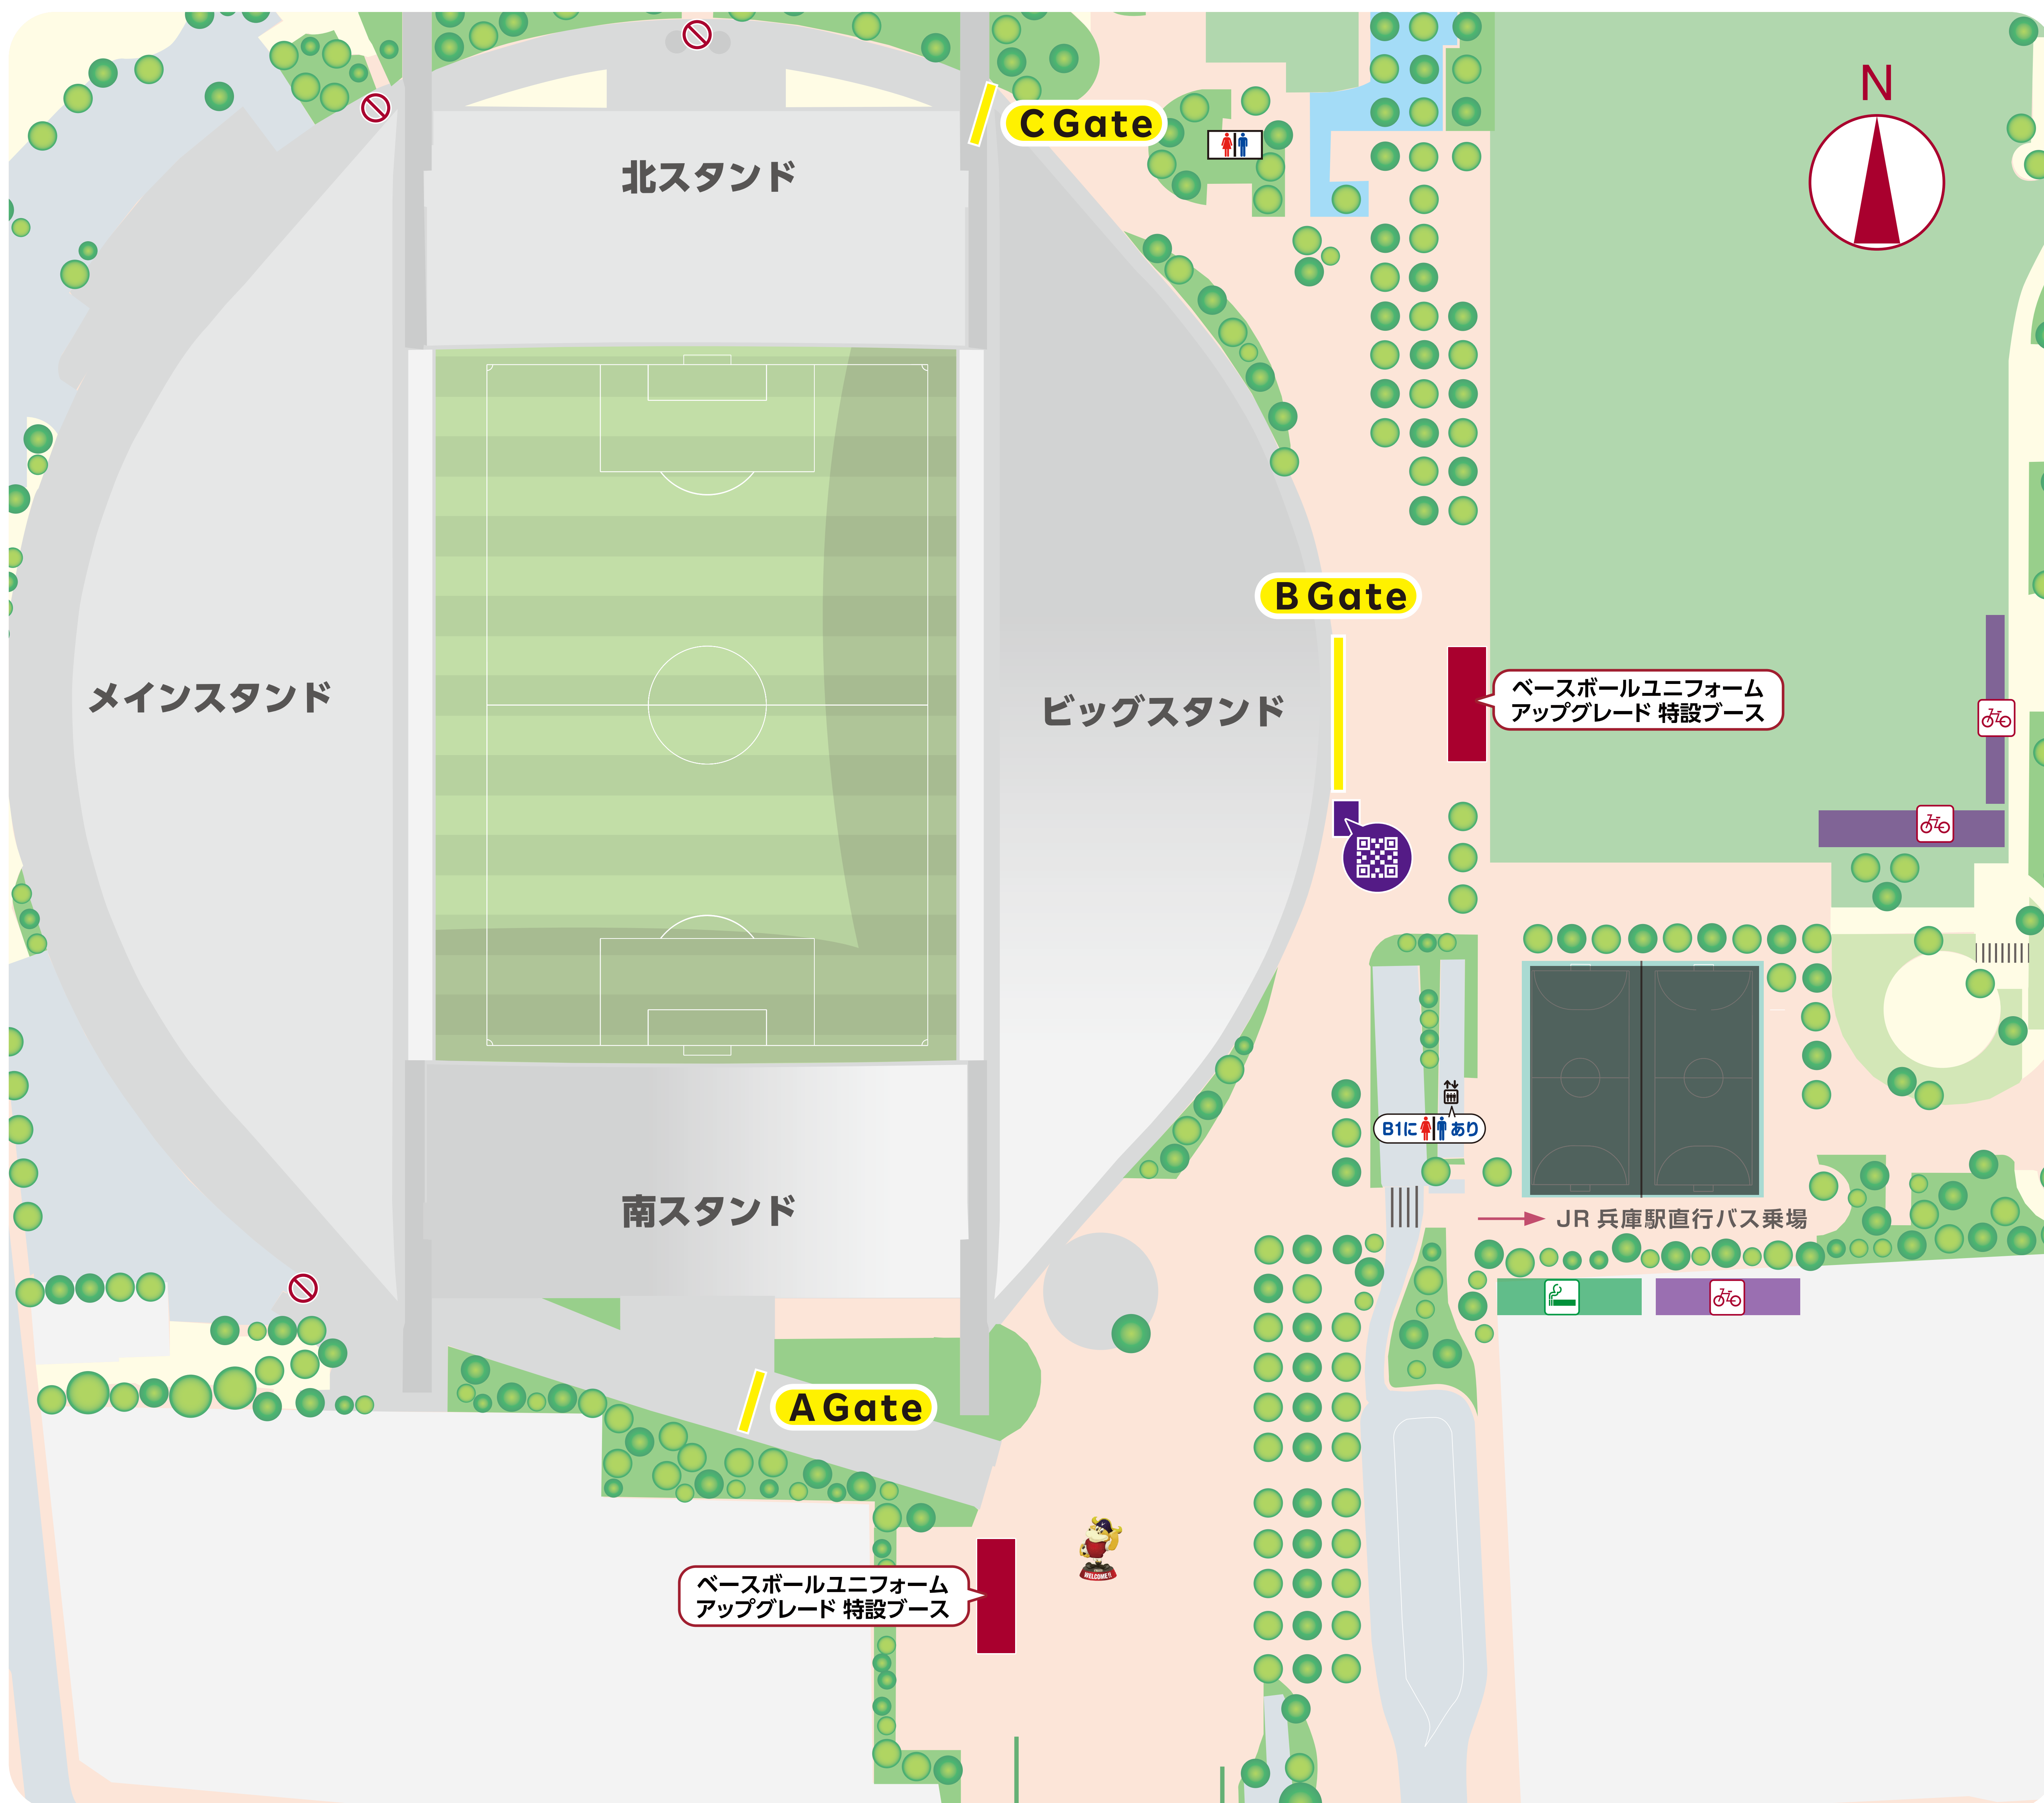 N
C Gate
北スタンド
B Gate
メインスタンド
ビッグスタンド
ベースボールユニフォーム
アップグレード 特設ブース
B1に あり
南スタンド
JR 兵庫駅直行バス乗場
A Gate
WELCOME!!
ベースボールユニフォーム
アップグレード 特設ブース